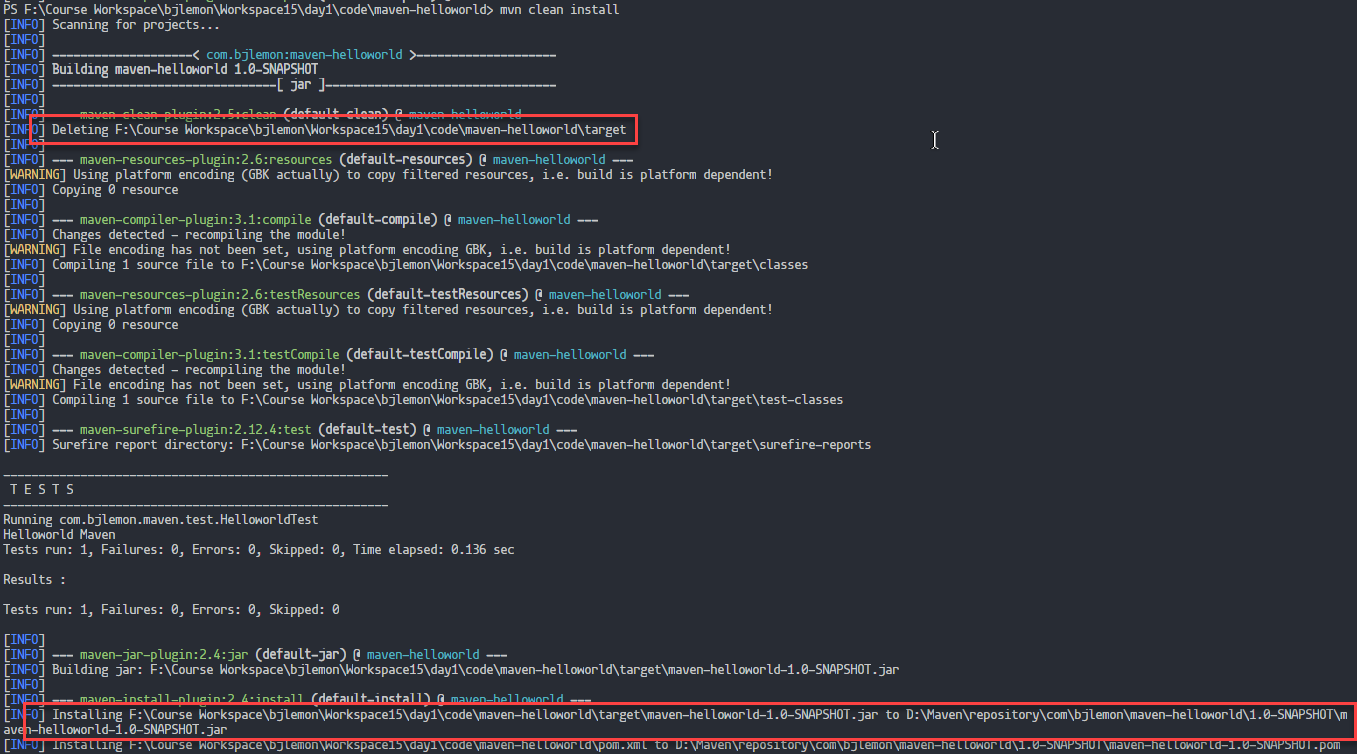 PS F:\Course Workspace\bjlemon\Workspace15\day1\code\maven-helloworld> mvn clean install
[INFO] Scanning for projects...
[INFO]
[INFO] --------------------< com.bjlemon:maven-helloworld >--------------------
[INFO] Building maven-helloworld 1.0-SNAPSHOT
[INFO] --------------------------------[ jar ]---------------------------------
[INFO]
[INFO] --- maven-clean-plugin:2.5:clean (default-clean) @ maven-helloworld ---
[INFO] Deleting F:\Course Workspace\bjlemon\Workspace15\day1\code\maven-helloworld\target
[INFO]
[INFO] --- maven-resources-plugin:2.6:resources (default-resources) @ maven-helloworld ---
[WARNING] Using platform encoding (GBK actually) to copy filtered resources, i.e. build is platform dependent!
[INFO] Copying 0 resource
[INFO]
[INFO] --- maven-compiler-plugin:3.1:compile (default-compile) @ maven-helloworld ---
[INFO] Changes detected - recompiling the module!
[WARNING] File encoding has not been set, using platform encoding GBK, i.e. build is platform dependent!
[INFO] Compiling 1 source file to F:\Course Workspace\bjlemon\Workspace15\day1\code\maven-helloworld\target\classes
[INFO]
[INFO] --- maven-resources-plugin:2.6:testResources (default-testResources) @ maven-helloworld ---
[WARNING] Using platform encoding (GBK actually) to copy filtered resources, i.e. build is platform dependent!
[INFO] Copying 0 resource
[INFO]
[INFO] --- maven-compiler-plugin:3.1:testCompile (default-testCompile) @ maven-helloworld ---
[INFO] Changes detected - recompiling the module!
[WARNING] File encoding has not been set, using platform encoding GBK, i.e. build is platform dependent!
[INFO] Compiling 1 source file to F:\Course Workspace\bjlemon\Workspace15\day1\code\maven-helloworld\target\test-classes
[INFO]
[INFO] --- maven-surefire-plugin:2.12.4:test (default-test) @ maven-helloworld ---
[INFO] Surefire report directory: F:\Course Workspace\bjlemon\Workspace15\day1\code\maven-helloworld\target\surefire-reports
-------------------------------------------------------
T E S T S
-------------------------------------------------------
Running com.bjlemon.maven.test.HelloworldTest
Helloworld Maven
Tests run: 1, Failures: 0, Errors: 0, Skipped: 0, Time elapsed: 0.136 sec
Results :
Tests run: 1, Failures: 0, Errors: 0, Skipped: 0
[INFO]
[INFO] --- maven-jar-plugin:2.4:jar (default-jar) @ maven-helloworld ---
[INFO] Building jar: F:\Course Workspace\bjlemon\Workspace15\day1\code\maven-helloworld\target\maven-helloworld-1.0-SNAPSHOT.jar
[INFO]
[INFO] --- maven-install-plugin:2.4:install (default-install) @ maven-helloworld ---
[INFO] Installing F:\Course Workspace\bjlemon\Workspace15\day1\code\maven-helloworld\target\maven-helloworld-1.0-SNAPSHOT.jar to D:\Maven\repository\com\bjlemon\maven-helloworld\1.0-SNAPSHOT\m
aven-helloworld-1.0-SNAPSHOT.jar
[INFO] Installing F:\Course Workspace\bjlemon\Workspace15\day1\code\maven-helloworld\pom.xml to D:\Maven\repository\com\bjlemon\maven-helloworld\1.0-SNAPSHOT\maven-helloworld-1.0-SNAPSHOT.pom